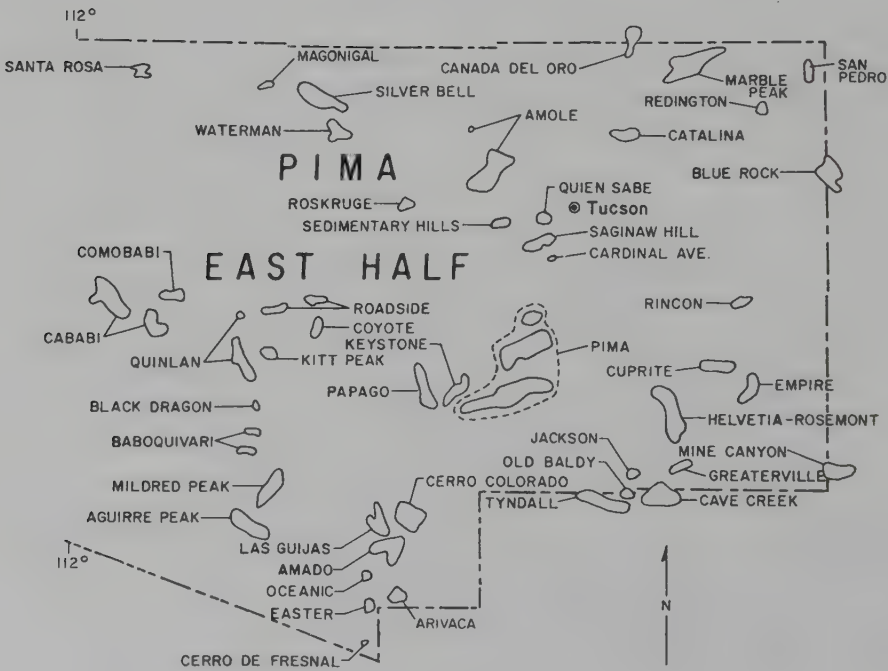 112°
SANTA ROSA
MAGONIGAL
CANADA DEL ORO
SAN
PEDRO
MARBLE
PEAK
SILVER BELL
REDINGTON
WATERMAN
AMOLE
CATALINA
PIMA
BLUE ROCK
QUIEN SABE
ROSKRUGE
Tucson
SEDIMENTARY HILLS
SAGINAW HILL
COMOBABI
CARDINAL AVE.
EAST HALF
RINCON
ROADSIDE
CABABI
COYOTE
KEYSTONE
PIMA
QUINLAN
KITT PEAK
CUPRITE
PAPAGO
EMPIRE
BLACK DRAGON
HELVETIA-ROSEMONT
JACKSON
BABOQUIVARI
MINE CANYON
OLD BALDY
GREATERVILLE
MILDRED PEAK
CERRO COLORADO
TYNDALL
CAVE CREEK
AGUIRRE PEAK
LAS GUIJAS
112°
AMADO
OCEANIC
N
EASTER
ARIVACA
CERRO DE FRESNAL